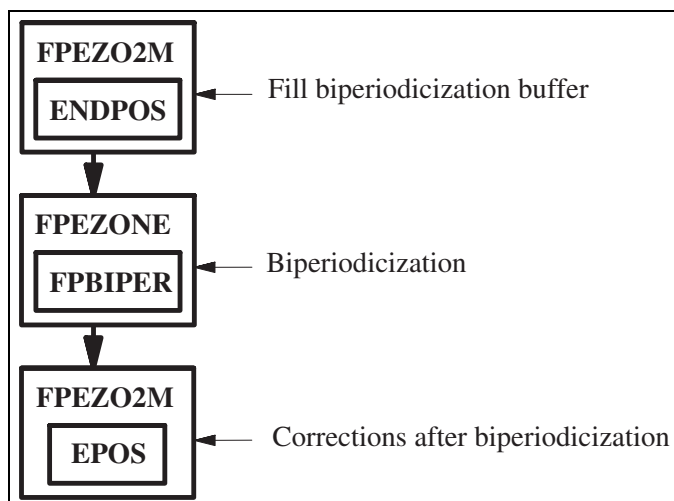 FPEZO2M
ENDPOS
Fill biperiodicization buffer
FPEZONE
FPBIPER
Biperiodicization
FPEZO2M
EPOS
Corrections after biperiodicization